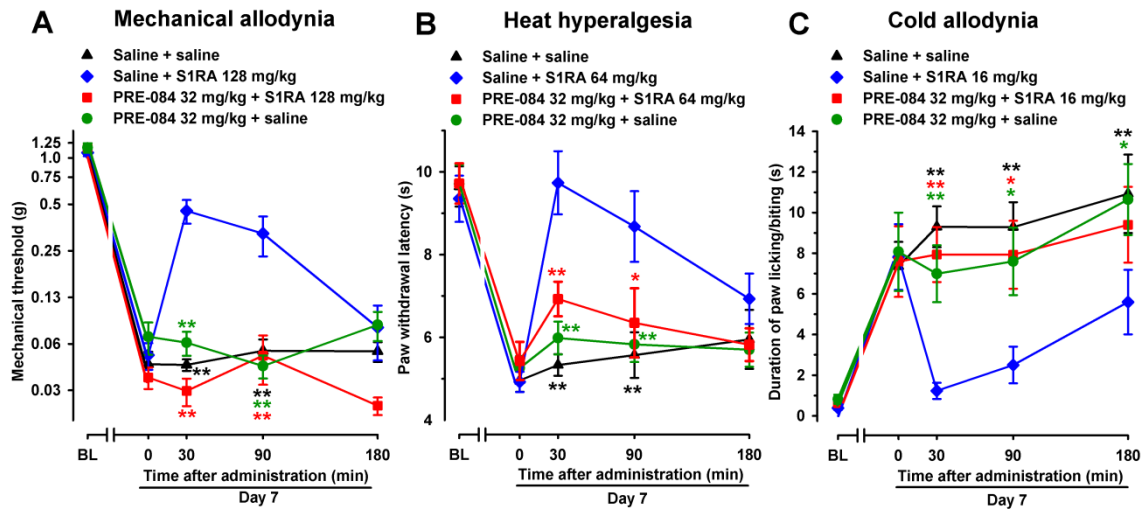 A Mechanical allodynia
Saline + saline
Saline + S1RA 128 mg/kg
PRE-084 32 mg/kg + S1RA 128 mg/kg
PRE-084 32 mg/kg + saline
Mechanical threshold (g)
1.25
1.0
0.75
0.5
0.25
0.13
0.06
0.03
**
**
**
**
**
**
BL 0 30 90 180
Time after administration (min)
Day 7
B Heat hyperalgesia
Saline + saline
Saline + S1RA 64 mg/kg
PRE-084 32 mg/kg + S1RA 64 mg/kg
PRE-084 32 mg/kg + saline
Paw withdrawal latency (s)
10
8
6
4
** *
** **
** **
BL 0 30 90 180
Time after administration (min)
Day 7
C Cold allodynia
Saline + saline
Saline + S1RA 16 mg/kg
PRE-084 32 mg/kg + S1RA 16 mg/kg
PRE-084 32 mg/kg + saline
Duration of paw licking/biting (s)
14
12
10
8
6
4
2
0
**
*
** **
** *
** *
BL 0 30 90 180
Time after administration (min)
Day 7